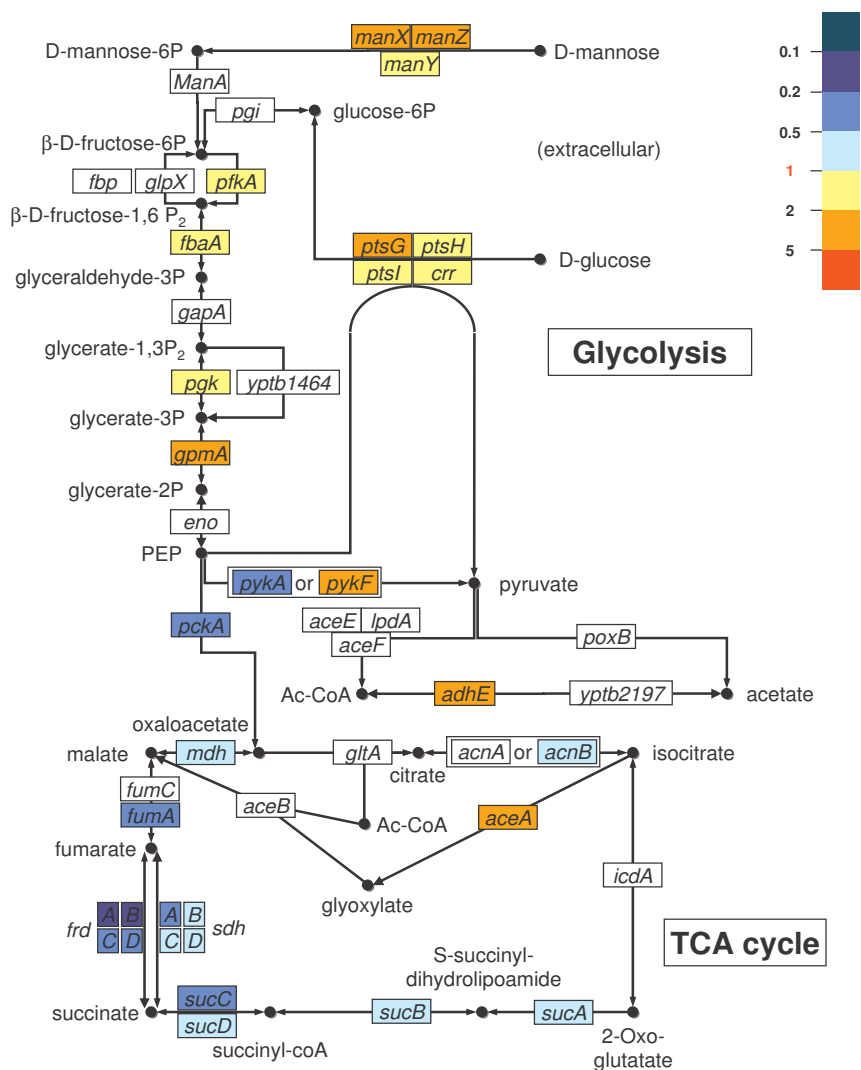 manX manZ
D-mannose-6P
D-mannose
manY
ManA
pgi
glucose-6P
β-D-fructose-6P
(extracellular)
fbp glpX pfkA
β-D-fructose-1,6 P2
fbaA
ptsG ptsH
ptsI crr
D-glucose
glyceraldehyde-3P
gapA
glycerate-1,3P2
Glycolysis
pgk
yptb1464
glycerate-3P
gpmA
glycerate-2P
eno
PEP
pykA or pykF
pyruvate
pckA
aceE lpdA
aceF
poxB
Ac-CoA
adhE
yptb2197
acetate
oxaloacetate
malate
mdh
gltA
citrate
acnA or acnB
isocitrate
fumC
fumA
aceB
Ac-CoA
aceA
fumarate
glyoxylate
icdA
frd
A B
C D
A B
C D
sdh
TCA cycle
S-succinyl-
dihydrolipoamide
succinate
sucC
sucD
succinyl-coA
sucB
sucA
2-Oxo-
glutatate
0.1
0.2
0.5
1
2
5